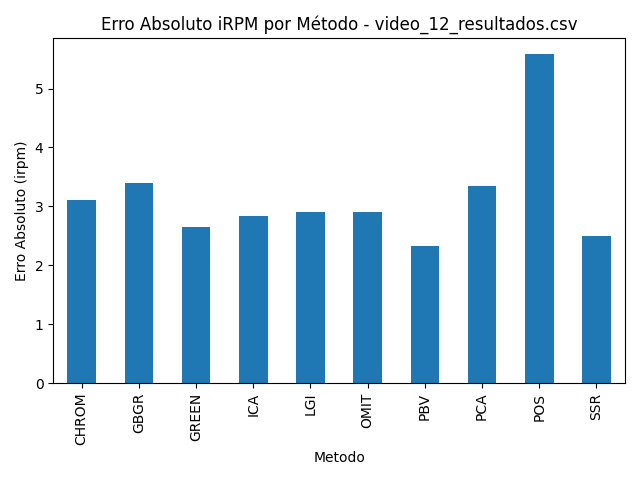 Erro Absoluto iRPM por Método - video_12_resultados.csv
Erro Absoluto (irpm)
5
4
3
2
1
0
CHROM
GBGR
GREEN
ICA
LGI
OMIT
PBV
PCA
POS
SSR
Metodo